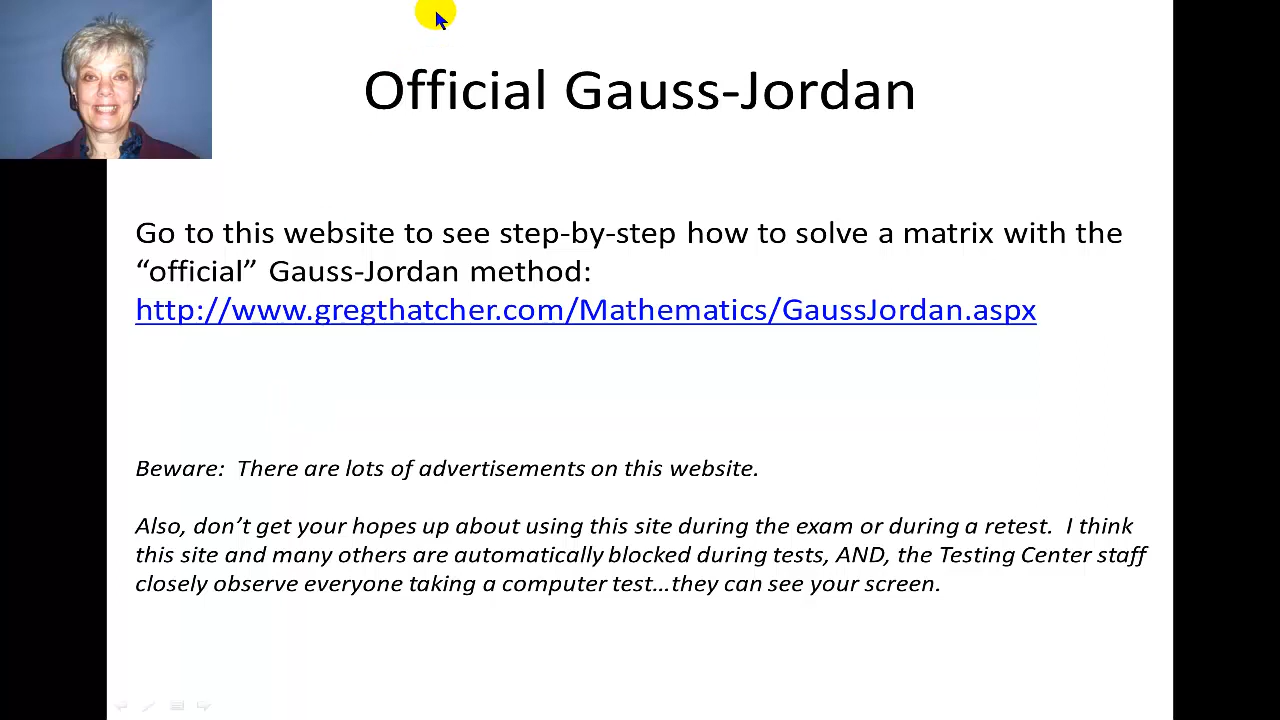 Official Gauss-Jordan
Go to this website to see step-by-step how to solve a matrix with the
“official” Gauss-Jordan method:
http://www.gregthatcher.com/Mathematics/GaussJordan.aspx
Beware:  There are lots of advertisements on this website.
Also, don’t get your hopes up about using this site during the exam or during a retest.  I think
this site and many others are automatically blocked during tests, AND, the Testing Center staff
closely observe everyone taking a computer test…they can see your screen.